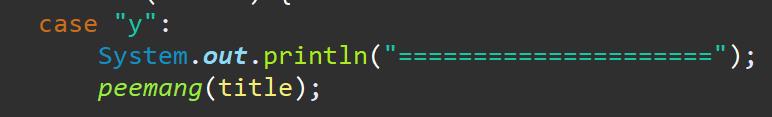 case "y":
System.out.println("=====================");
peemang(title);